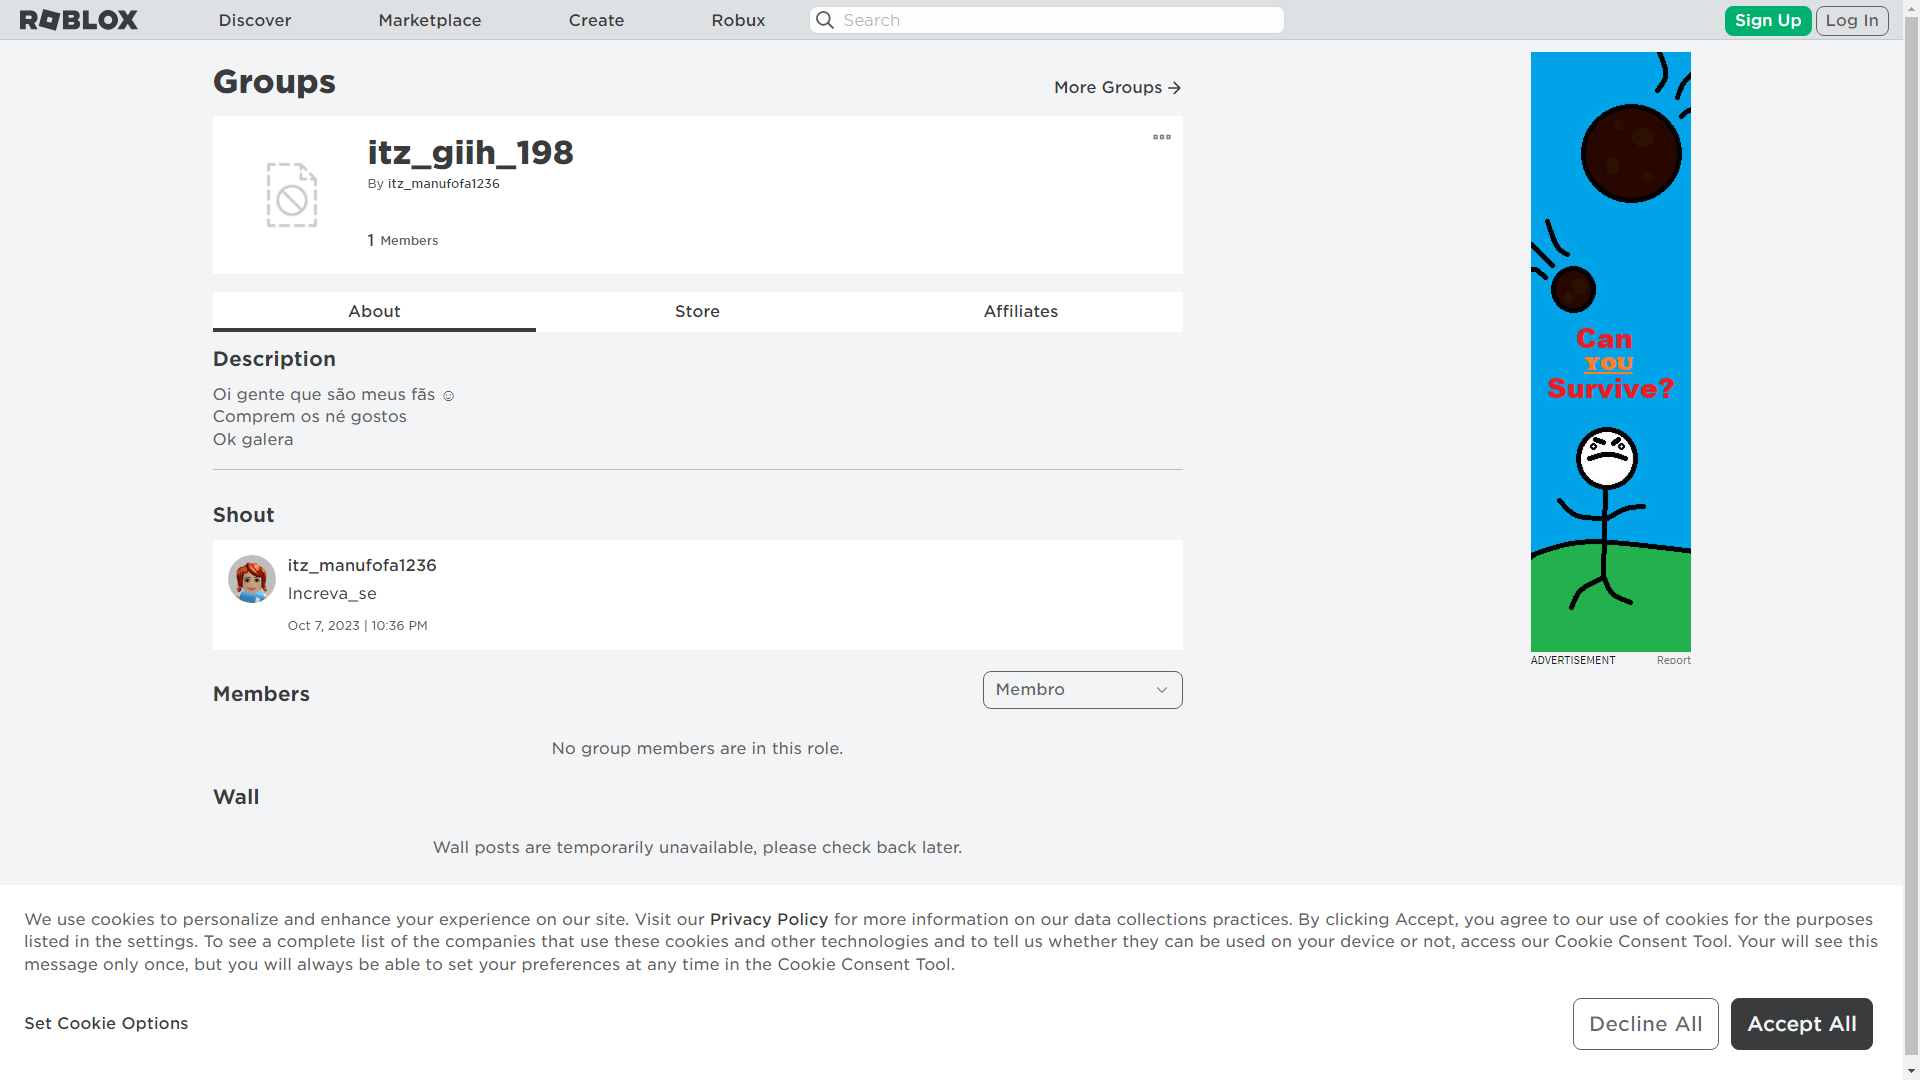 ROBLOX
Discover
Marketplace
Create
Robux
Search
Sign Up
Log In
Groups
More Groups
itz_giih_198
By itz_manufofa1236
1 Members
About
Store
Affiliates
Description
Oi gente que são meus fãs ☺
Comprem os né gostos
Ok galera
Shout
itz_manufofa1236
Increva_se
Oct 7, 2023 | 10:36 PM
Members
Membro
No group members are in this role.
Wall
Wall posts are temporarily unavailable, please check back later.
Can
YOU
Survive?
ADVERTISEMENT
Report
We use cookies to personalize and enhance your experience on our site. Visit our Privacy Policy for more information on our data collections practices. By clicking Accept, you agree to our use of cookies for the purposes
listed in the settings. To see a complete list of the companies that use these cookies and other technologies and to tell us whether they can be used on your device or not, access our Cookie Consent Tool. Your will see this
message only once, but you will always be able to set your preferences at any time in the Cookie Consent Tool.
Set Cookie Options
Decline All
Accept All